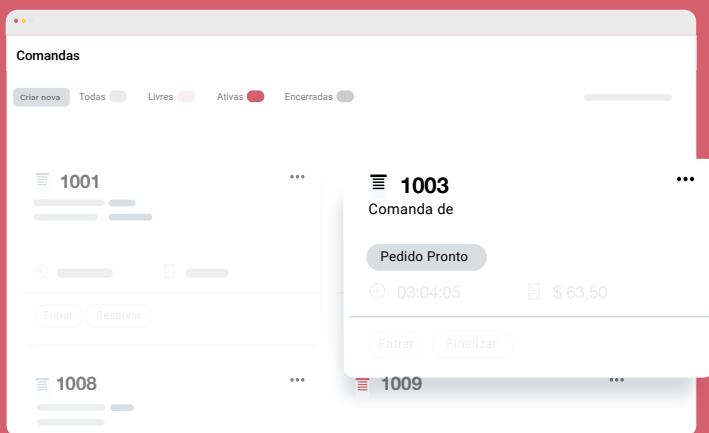 Comandas
Criar nova Todas Livres Ativas Encerradas
1001
Entrar Reservar
1003
Comanda de
Pedido Pronto
03:04:05 $ 63,50
Entrar Finalizar
1008
1009